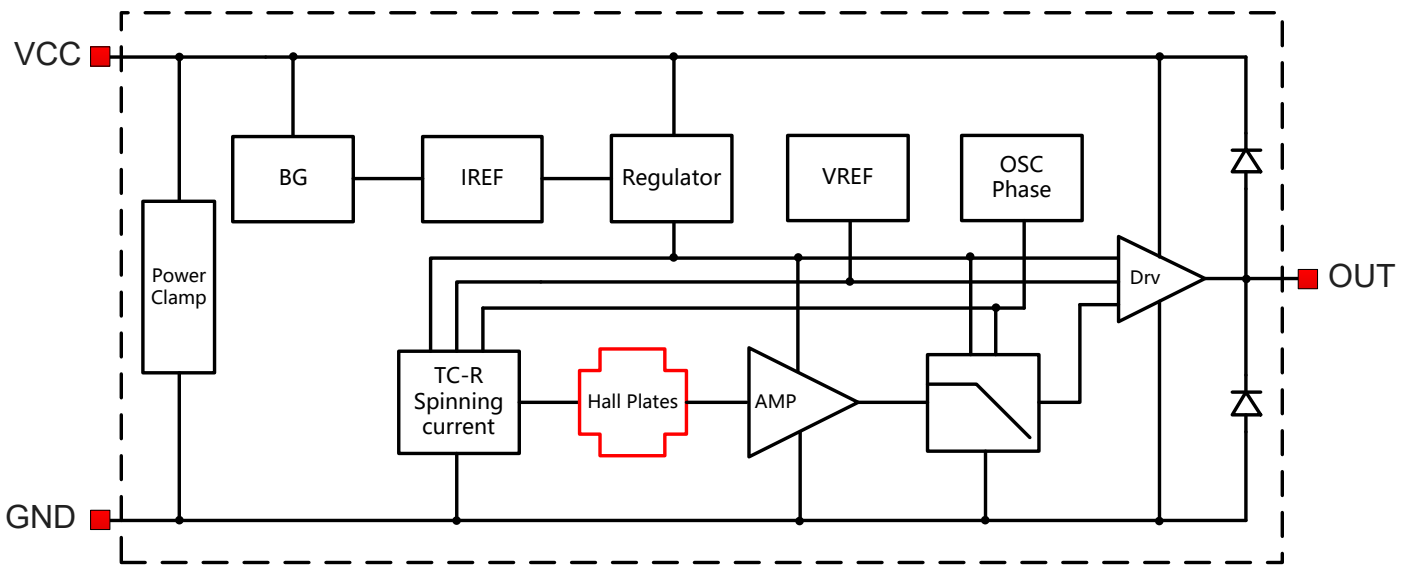 VCC
BG
IREF
Regulator
VREF
OSC
Phase
Power
Clamp
Drv
OUT
TC-R
Spinning
current
Hall Plates
AMP
GND